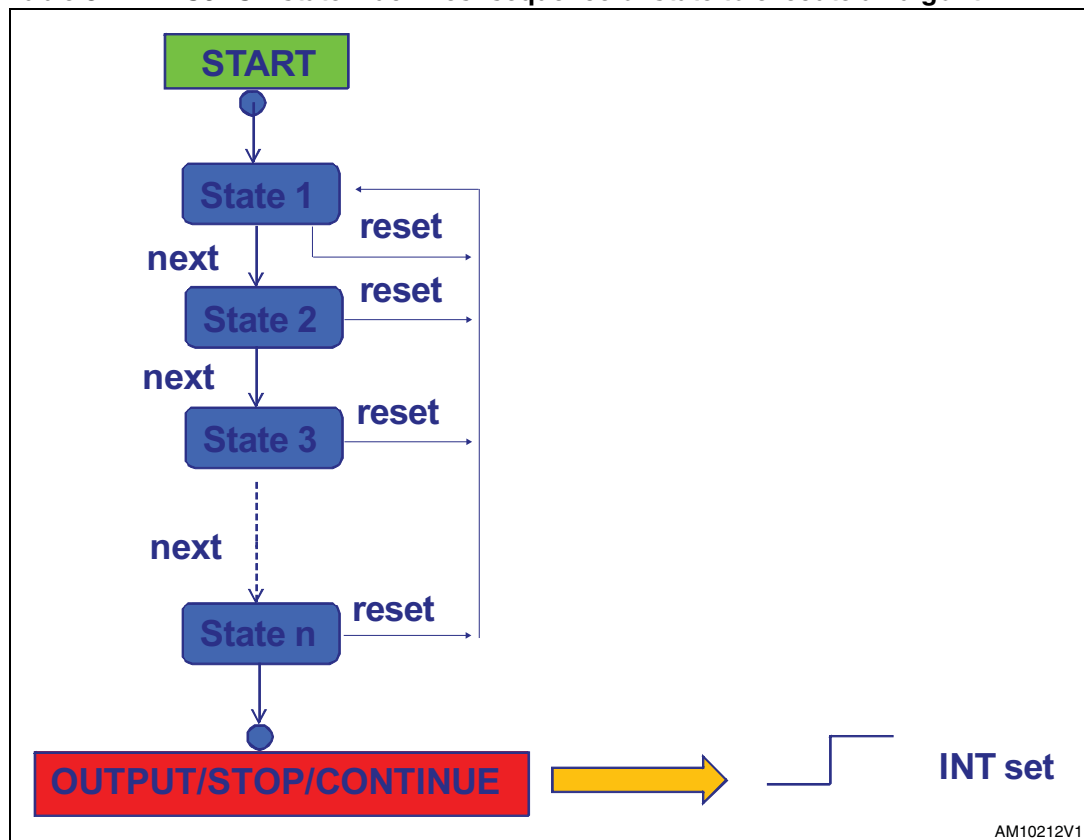 START
State 1
reset
next
reset
State 2
next
reset
State 3
next
reset
State n
OUTPUT/STOP/CONTINUE
INT set
AM10212V1